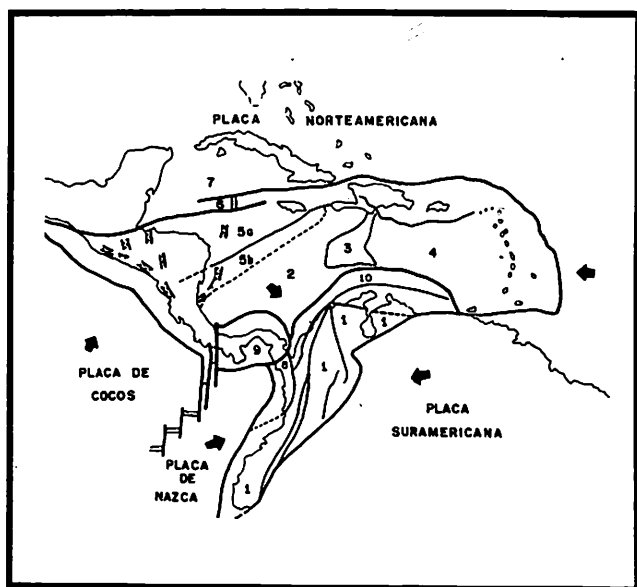 PLACA NORTEAMERICANA
7
6
5a
5b
3
4
2
10
1
1
9
8
1
PLACA DE
COCOS
PLACA
SURAMERICANA
PLACA
DE
NAZCA
1